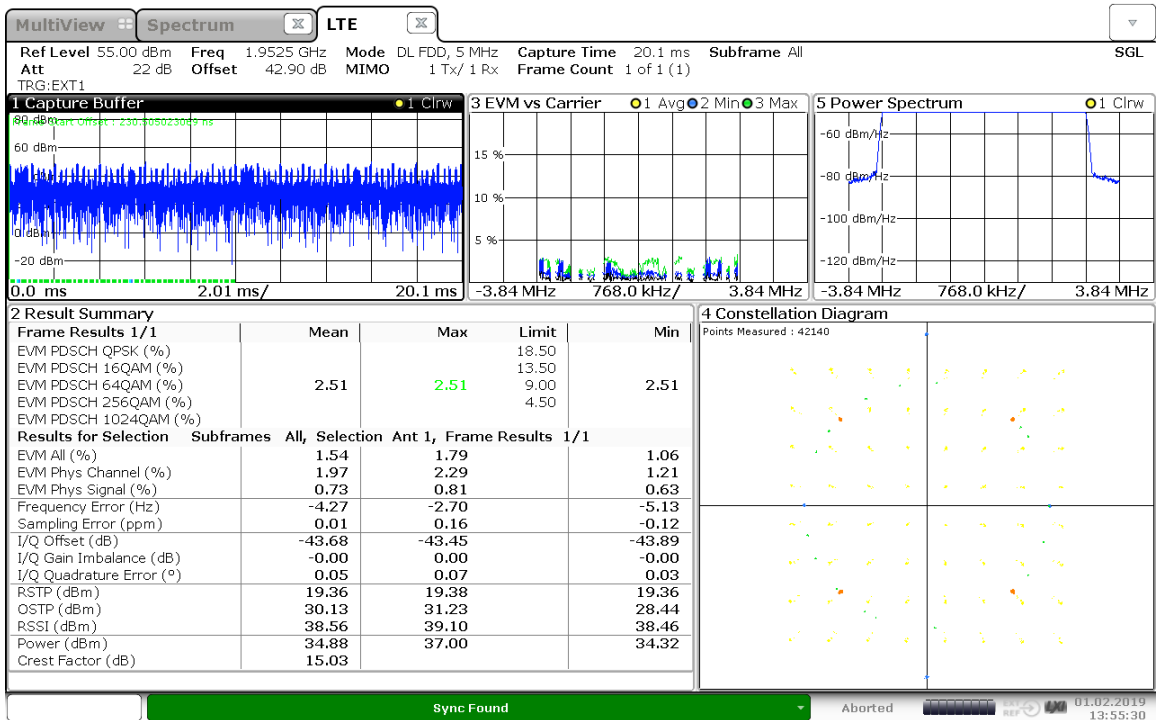 MultiView Spectrum LTE
Ref Level 55.00 dBm Freq 1.9525 GHz Mode DL FDD, 5 MHz Capture Time 20.1 ms Subframe All SGL
Att 22 dB Offset 42.90 dB MIMO 1 Tx/ 1 Rx Frame Count 1 of 1 (1)
TRG:EXT1
1 Capture Buffer 1 Clrw
80 dBm
60 dBm
0 dBm
-20 dBm
0.0 ms 2.01 ms/ 20.1 ms
3 EVM vs Carrier 1 Avg 2 Min 3 Max
15 %
10 %
5 %
-3.84 MHz 768.0 kHz/ 3.84 MHz
5 Power Spectrum 1 Clrw
-60 dBm/Hz
-80 dBm/Hz
-100 dBm/Hz
-120 dBm/Hz
-3.84 MHz 768.0 kHz/ 3.84 MHz
2 Result Summary
Frame Results 1/1 Mean Max Limit Min
EVM PDSCH QPSK (%) 18.50
EVM PDSCH 16QAM (%) 13.50
EVM PDSCH 64QAM (%) 2.51 2.51 9.00 2.51
EVM PDSCH 256QAM (%) 4.50
EVM PDSCH 1024QAM (%)
Results for Selection Subframes All, Selection Ant 1, Frame Results 1/1
EVM All (%) 1.54 1.79 1.06
EVM Phys Channel (%) 1.97 2.29 1.21
EVM Phys Signal (%) 0.73 0.81 0.63
Frequency Error (Hz) -4.27 -2.70 -5.13
Sampling Error (ppm) 0.01 0.16 -0.12
I/Q Offset (dB) -43.68 -43.45 -43.89
I/Q Gain Imbalance (dB) -0.00 0.00 -0.00
I/Q Quadrature Error (º) 0.05 0.07 0.03
RSTP (dBm) 19.36 19.38 19.36
OSTP (dBm) 30.13 31.23 28.44
RSSI (dBm) 38.56 39.10 38.46
Power (dBm) 34.88 37.00 34.32
Crest Factor (dB) 15.03
4 Constellation Diagram
Points Measured : 42140
Sync Found Aborted EXT REF LXI 01.02.2019
13:55:30